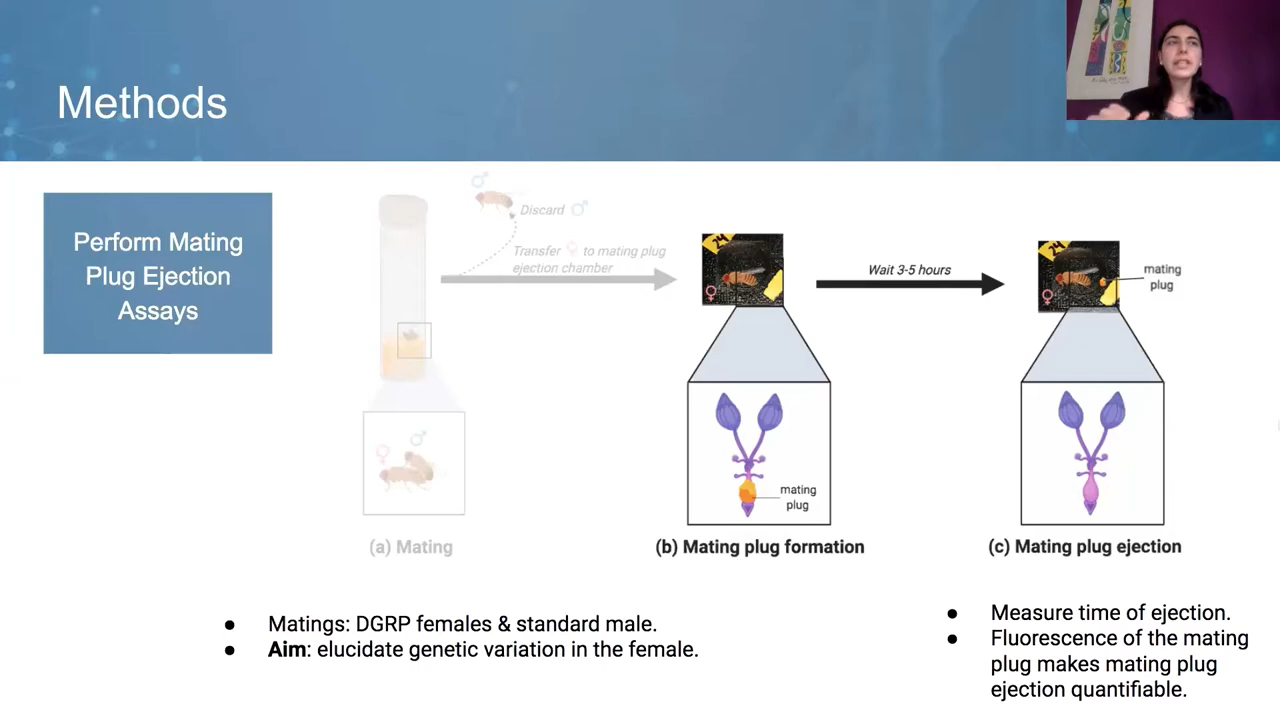 Methods
Perform Mating
Plug Ejection
Assays
♂
Discard ♂
Transfer ♀ to mating plug
ejection chamber
♀
♂
(a) Mating
24
♀
mating
plug
(b) Mating plug formation
Wait 3-5 hours
24
♀
mating
plug
(c) Mating plug ejection
● Matings: DGRP females & standard male.
● Aim: elucidate genetic variation in the female.
● Measure time of ejection.
● Fluorescence of the mating
plug makes mating plug
ejection quantifiable.